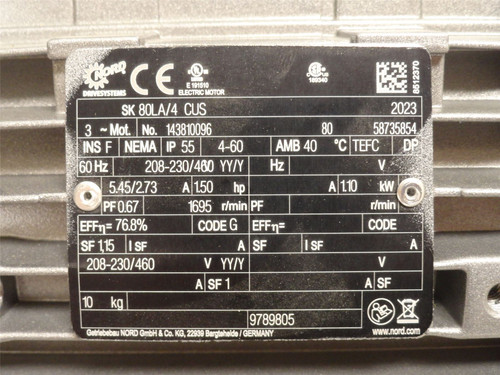 NORD
DRIVESYSTEMS
CE
E 191510
ELECTRIC MOTOR
169340
8512370
SK 80LA/4 CUS 2023
3 ~ Mot. No. 143810096 80 58735854
INS F NEMA IP 55 4-60 AMB 40 °C TEFC DP
60 Hz 208-230/460 YY/Y Hz V
5.45/2.73 A 1.50 hp A 1.10 kW
PF 0.67 1695 r/min PF r/min
EFFη= 76.8% CODE G EFFη= CODE
SF 1,15 I SF A SF I SF A
208-230/460 V YY/Y V
A SF 1 A SF
10 kg
9789805
Getriebebau NORD GmbH & Co. KG, 22939 Bargteheide / GERMANY www.nord.com